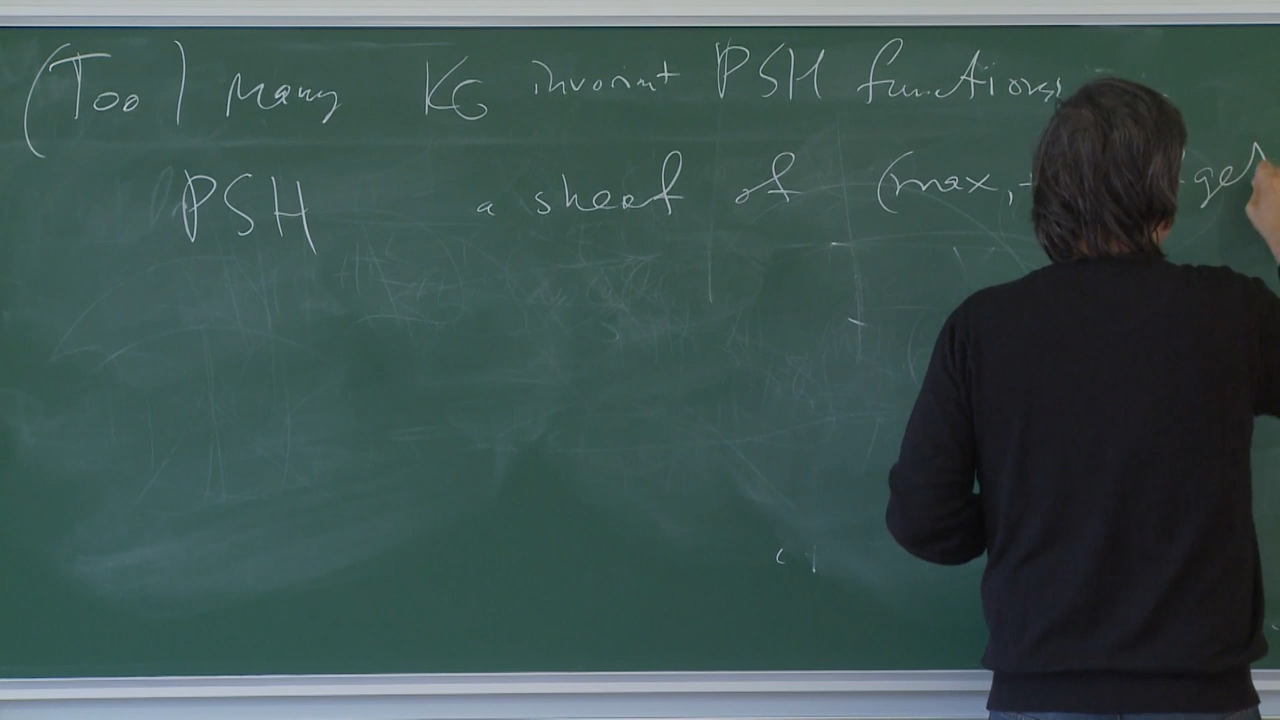 (Too) many KG invariant PSH functions
PSH a sheaf of (max,